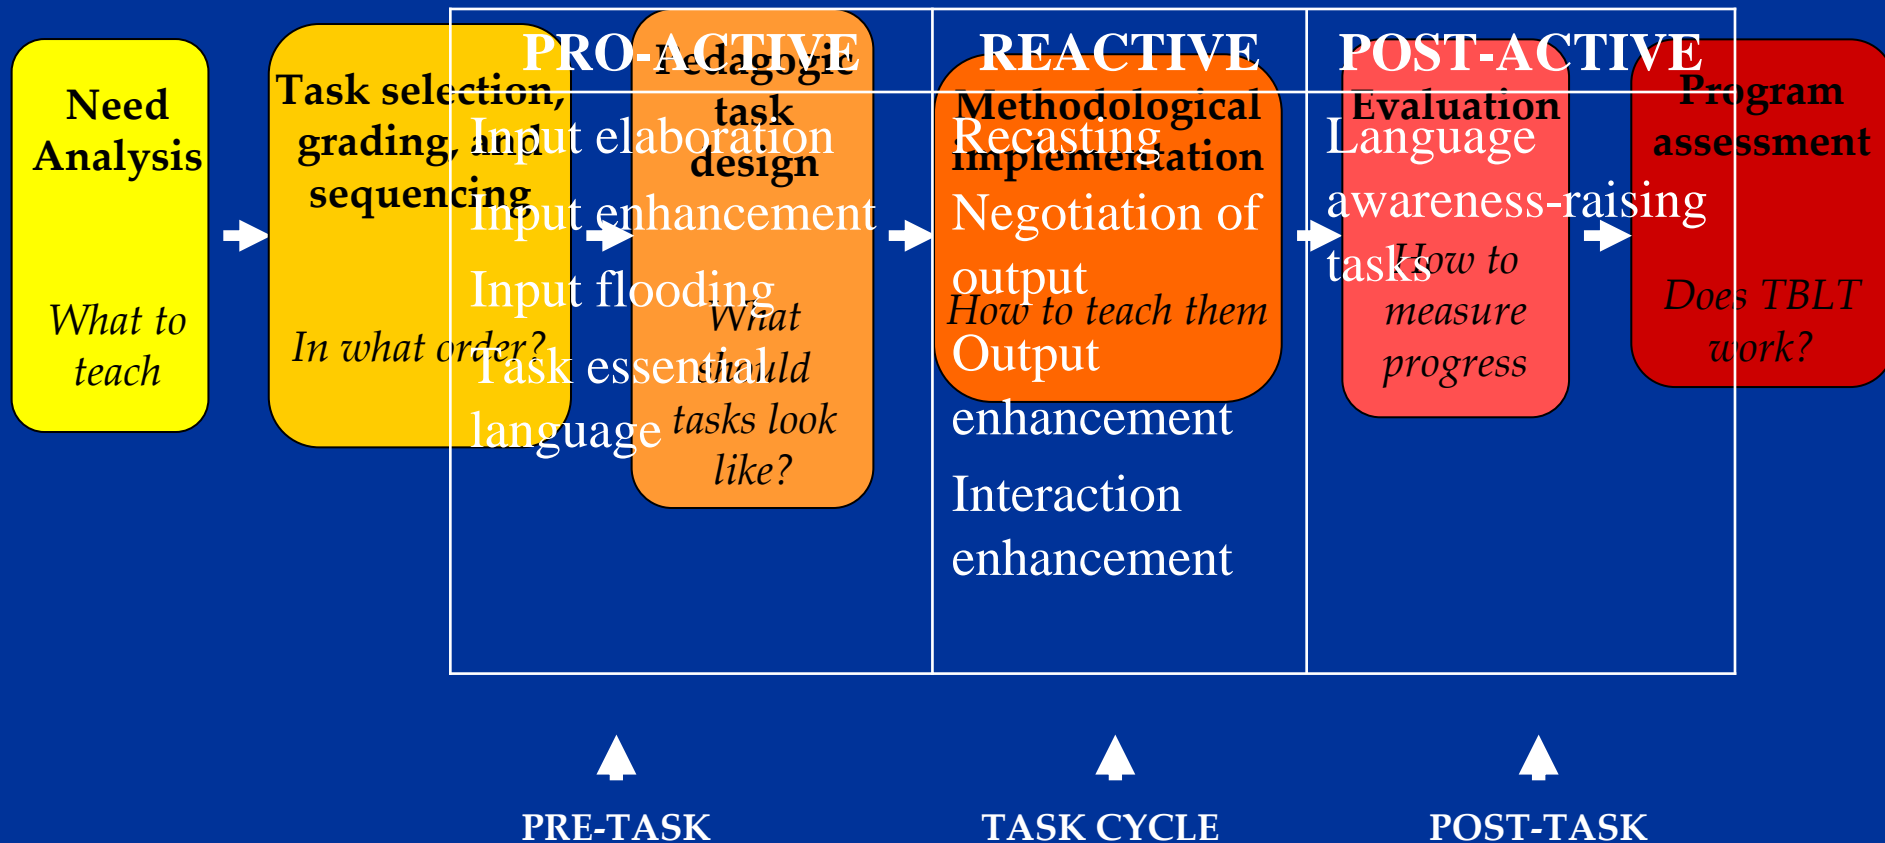 Need
Analysis
What to
teach
Task selection,
grading, and
sequencing
In what order?
Pedagogic
task
design
What
should
tasks look
like?
Methodological
implementation
How to teach them
Evaluation
How to
measure
progress
Program
assessment
Does TBLT
work?
PRO-ACTIVE
Input elaboration
Input enhancement
Input flooding
Task essential
language
REACTIVE
Recasting
Negotiation of
output
Output
enhancement
Interaction
enhancement
POST-ACTIVE
Language
awareness-raising
tasks
PRE-TASK
TASK CYCLE
POST-TASK